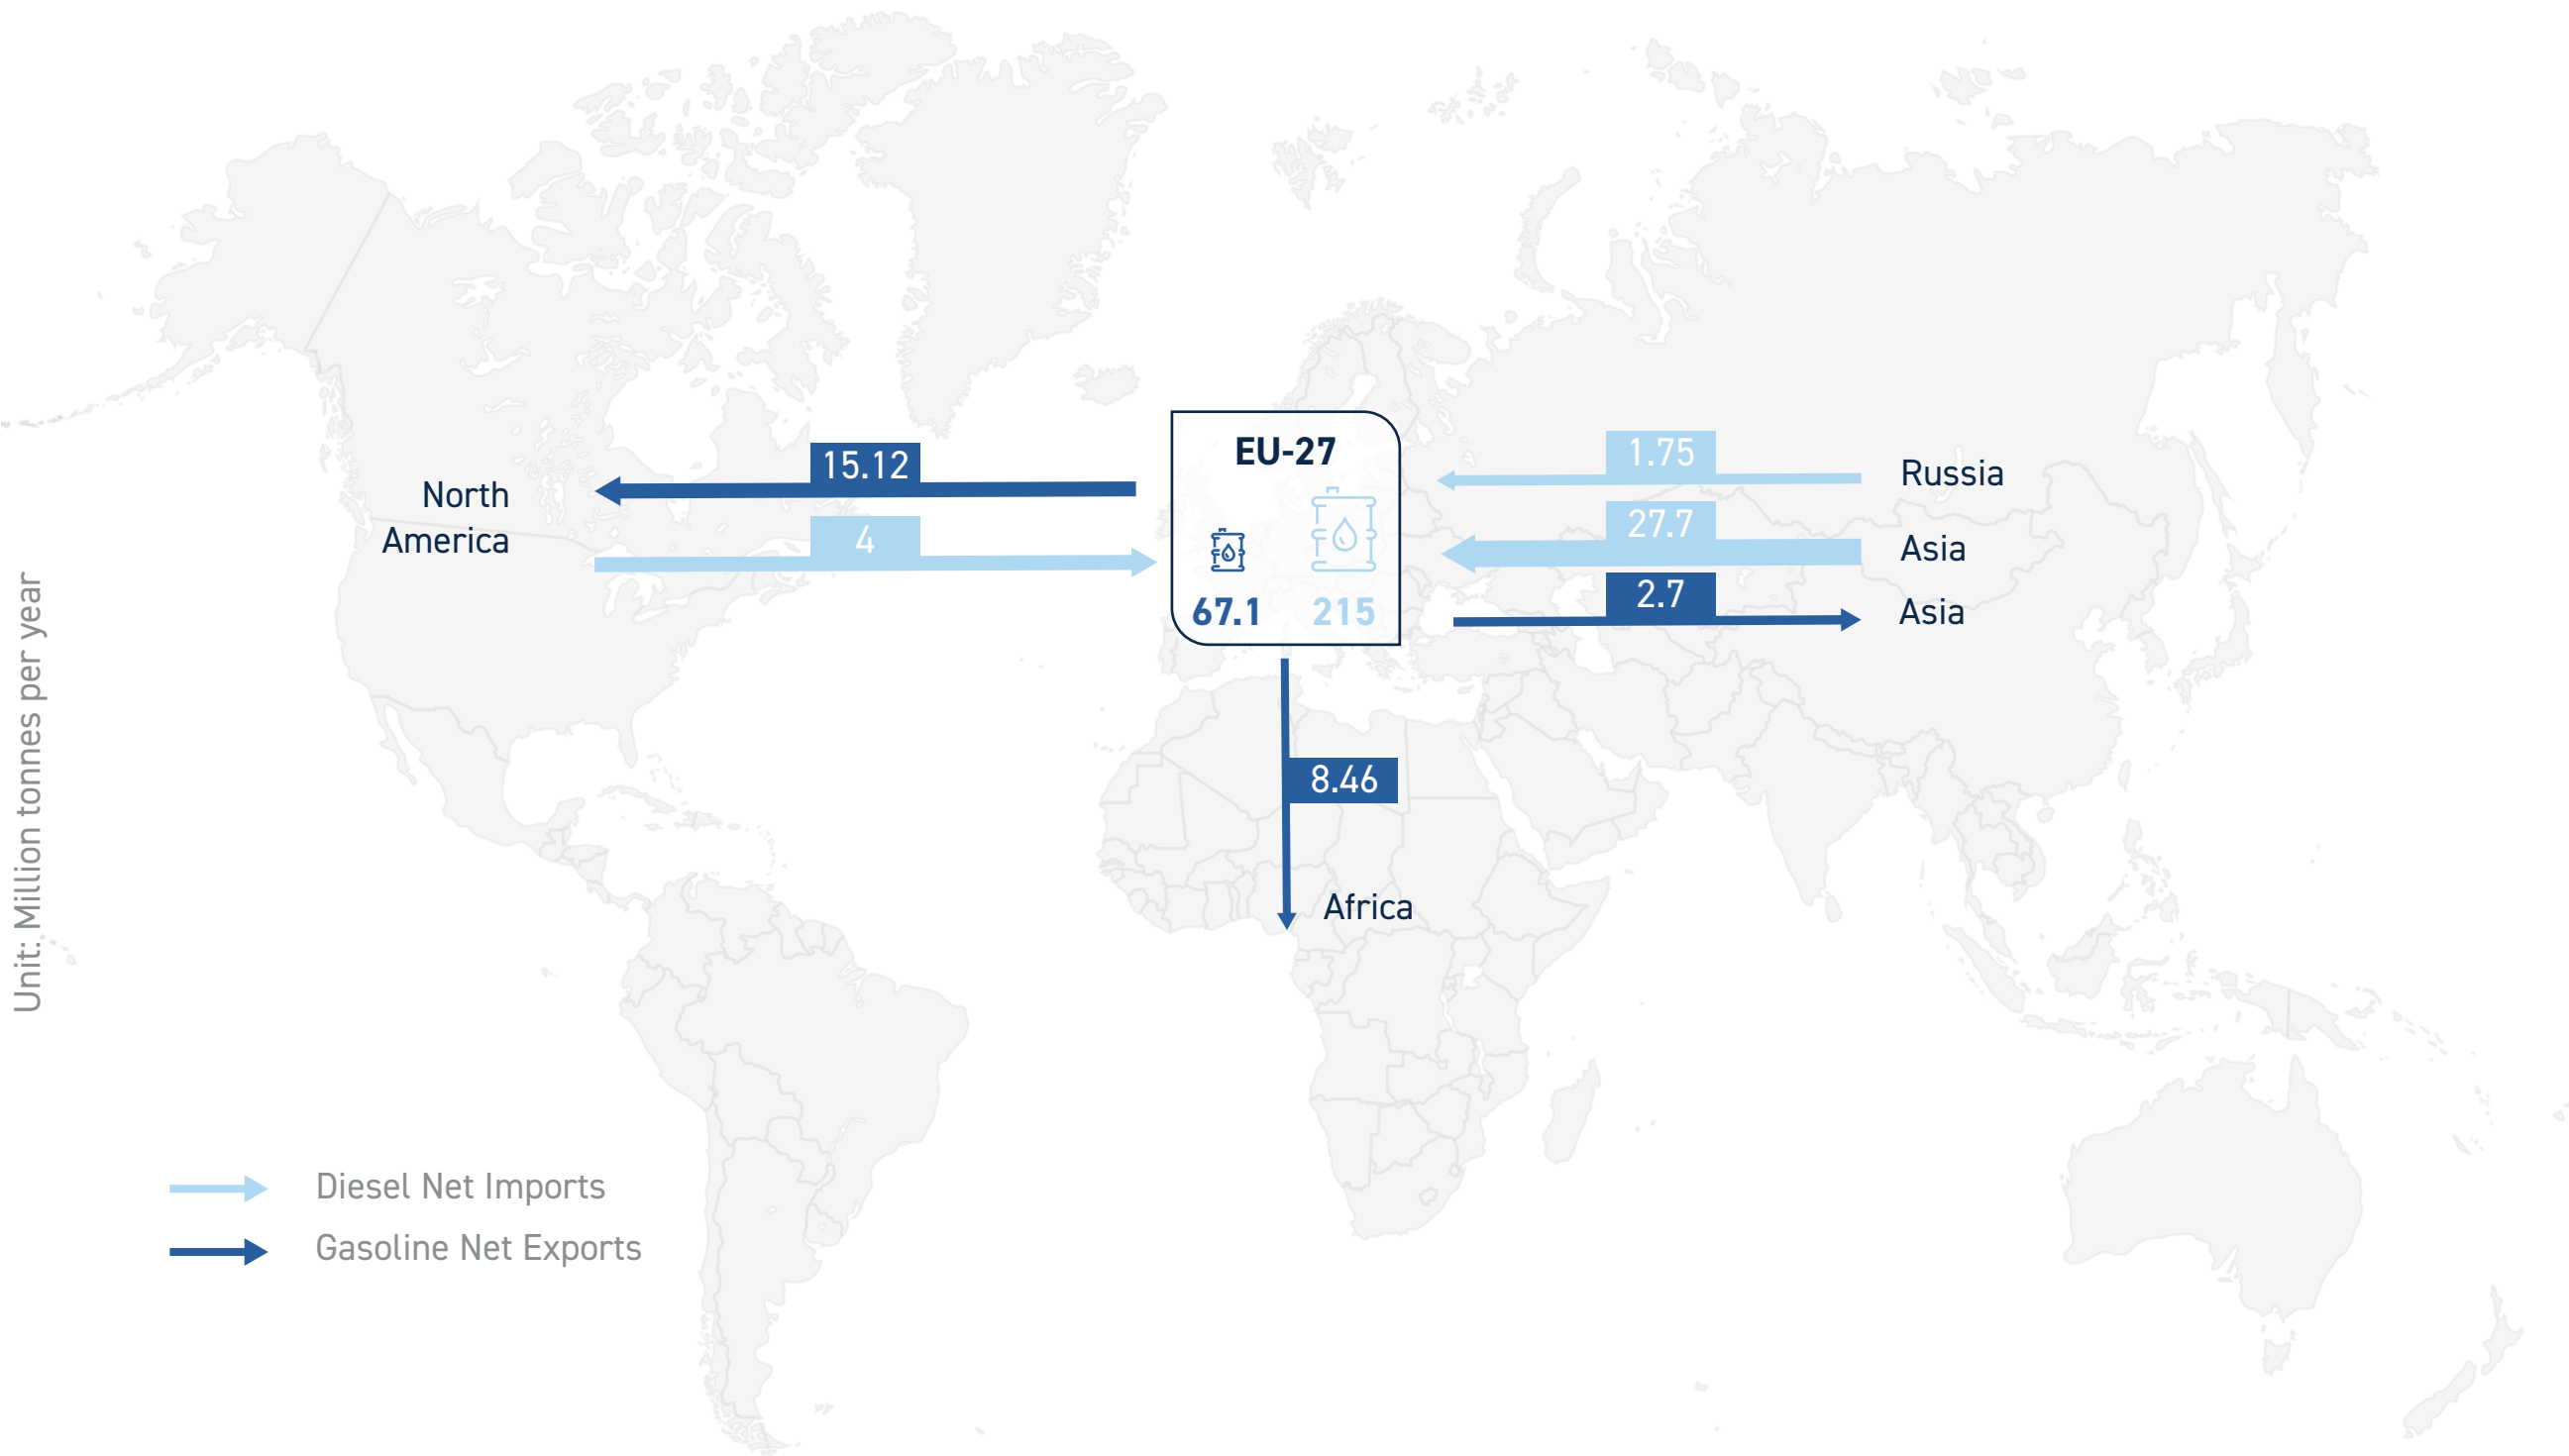 EU-27
67.1
215
North
America
15.12
4
1.75
Russia
27.7
Asia
2.7
Asia
8.46
Africa
Unit: Million tonnes per year
Diesel Net Imports
Gasoline Net Exports